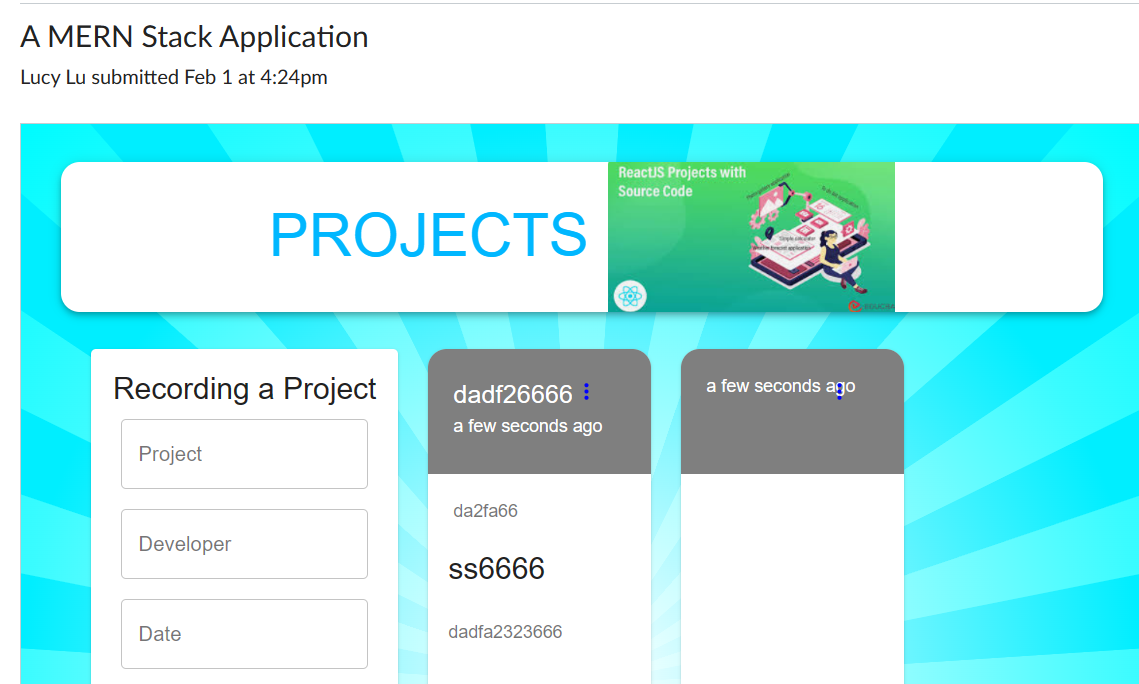 A MERN Stack Application
Lucy Lu submitted Feb 1 at 4:24pm
PROJECTS
ReactJS Projects with
Source Code
Recording a Project
Project
Developer
Date
dadf26666
a few seconds ago
da2fa66
ss6666
dadfa2323666
a few seconds ago